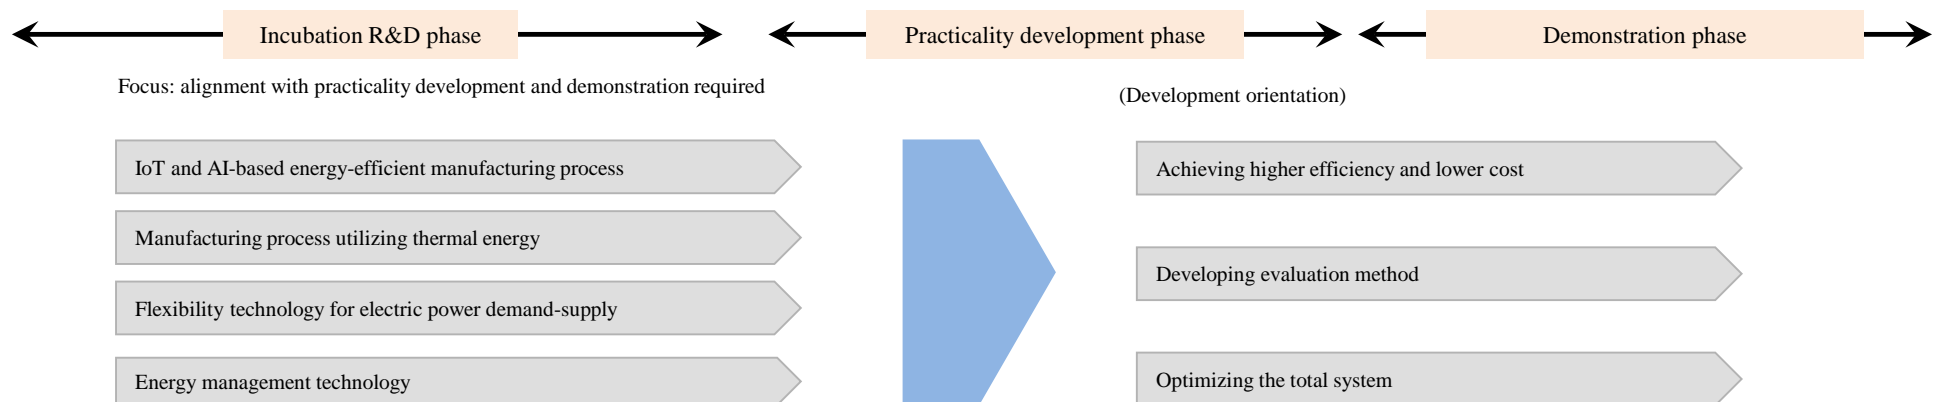 Incubation R&D phase
Practicality development phase
Demonstration phase
Focus: alignment with practicality development and demonstration required
(Development orientation)
IoT and AI-based energy-efficient manufacturing process
Manufacturing process utilizing thermal energy
Flexibility technology for electric power demand-supply
Energy management technology
Achieving higher efficiency and lower cost
Developing evaluation method
Optimizing the total system